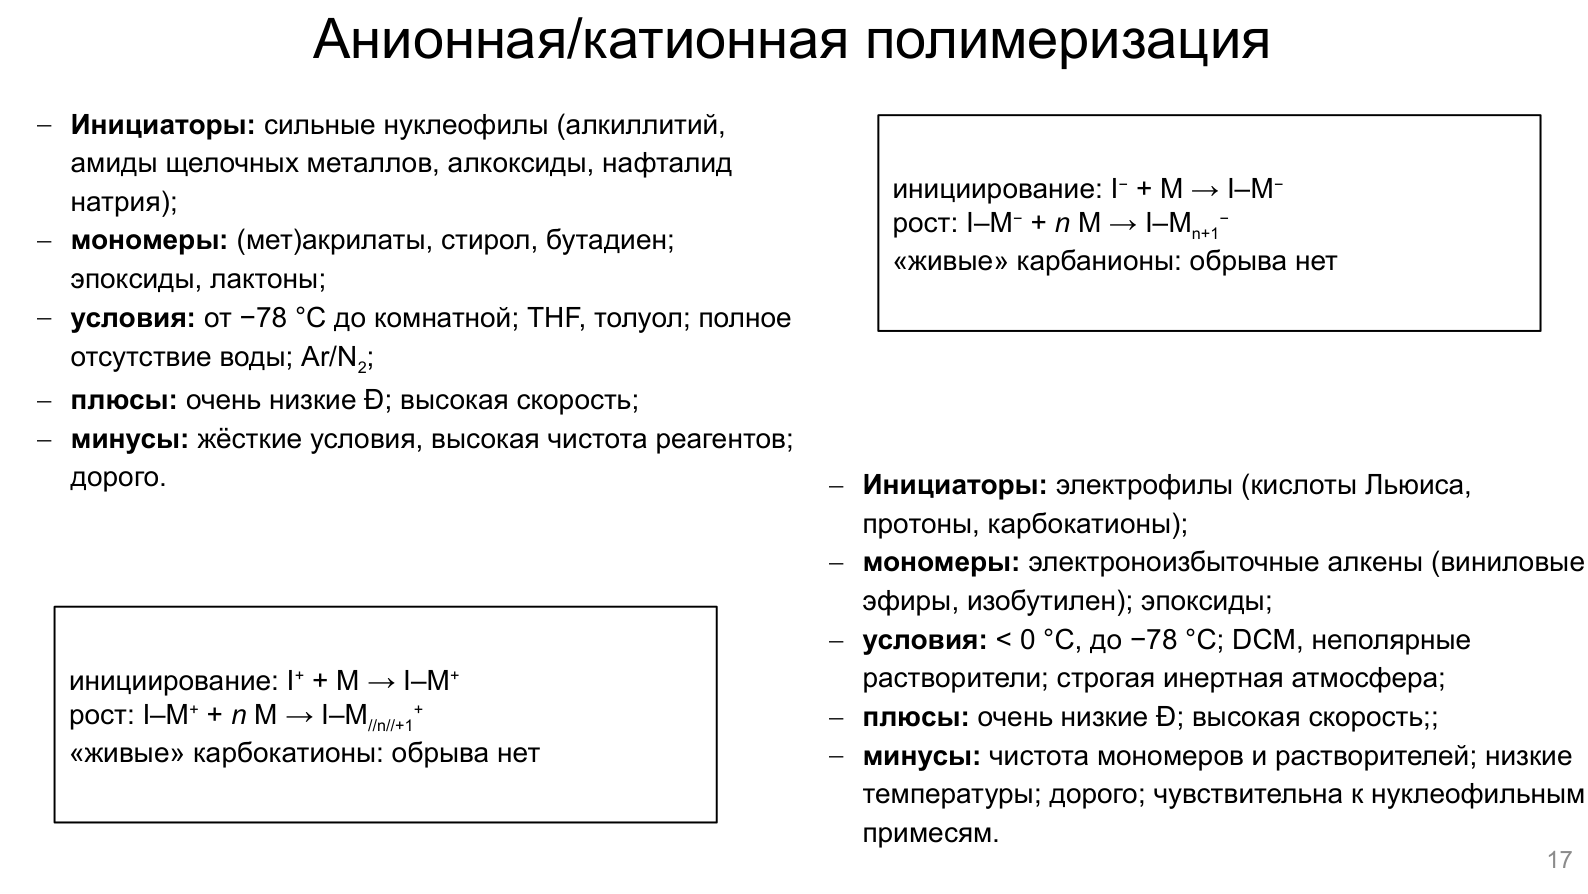 Анионная/катионная полимеризация
– Инициаторы: сильные нуклеофилы (алкиллитий,
амиды щелочных металлов, алкоксиды, нафталид
натрия);
– мономеры: (мет)акрилаты, стирол, бутадиен;
эпоксиды, лактоны;
– условия: от −78 °C до комнатной; THF, толуол; полное
отсутствие воды; Ar/N₂;
– плюсы: очень низкие Đ; высокая скорость;
– минусы: жёсткие условия, высокая чистота реагентов;
дорого.
инициирование: I⁻ + M → I–M⁻
рост: I–M⁻ + n M → I–Mₙ₊₁⁻
«живые» карбанионы: обрыва нет
инициирование: I⁺ + M → I–M⁺
рост: I–M⁺ + n M → I–M//n//+1⁺
«живые» карбокатионы: обрыва нет
– Инициаторы: электрофилы (кислоты Льюиса,
протоны, карбокатионы);
– мономеры: электроноизбыточные алкены (виниловые
эфиры, изобутилен); эпоксиды;
– условия: < 0 °C, до −78 °C; DCM, неполярные
растворители; строгая инертная атмосфера;
– плюсы: очень низкие Đ; высокая скорость;;
– минусы: чистота мономеров и растворителей; низкие
температуры; дорого; чувствительна к нуклеофильным
примесям.
17